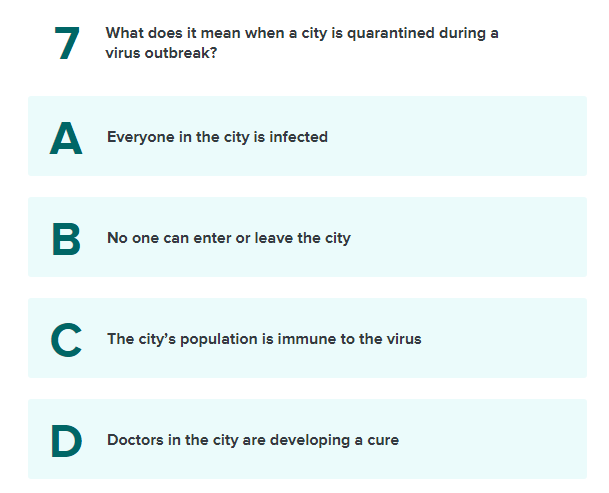 7
What does it mean when a city is quarantined during a
virus outbreak?
A
Everyone in the city is infected
B
No one can enter or leave the city
C
The city’s population is immune to the virus
D
Doctors in the city are developing a cure